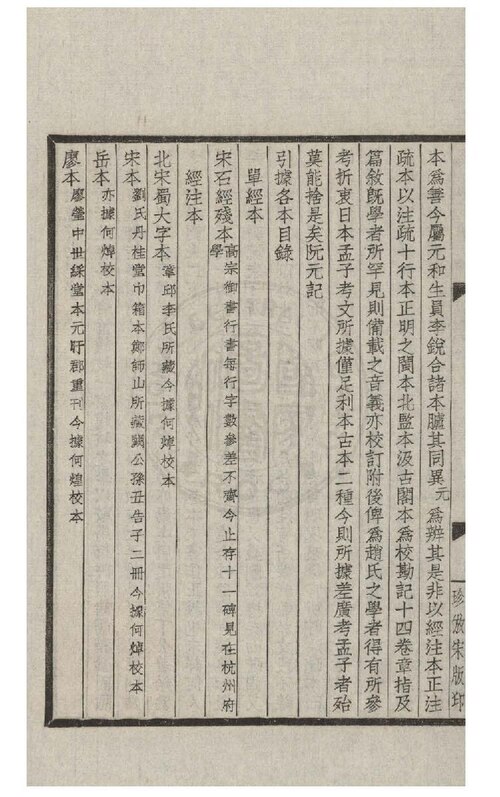 珍倣宋版印
本爲善今屬元和生員李銳合諸本臚其同異元爲辨其是非以經注本正注
疏本以注疏十行本正明之閩本北監本汲古閣本爲校勘記十四卷章指及
篇敘旣學者所罕見則備載之音義亦校訂附後俾爲趙氏之學者得有所參
考折衷日本孟子考文所據僅足利本古本二種今則所據差廣考孟子者殆
莫能捨是矣阮元記
引據各本目錄
單經本
宋石經殘本高宗御書行書每行字數參差不齊今止存十一碑見在杭州府
學
經注本
北宋蜀大字本章邱李氏所藏今據何焯校本
宋本劉氏丹桂堂巾箱本鄭師山所藏闕公孫丑告子二冊今據何焯校本
岳本亦據何焯校本
廖本廖瑩中世綵堂本元盱郡重刊今據何焯校本